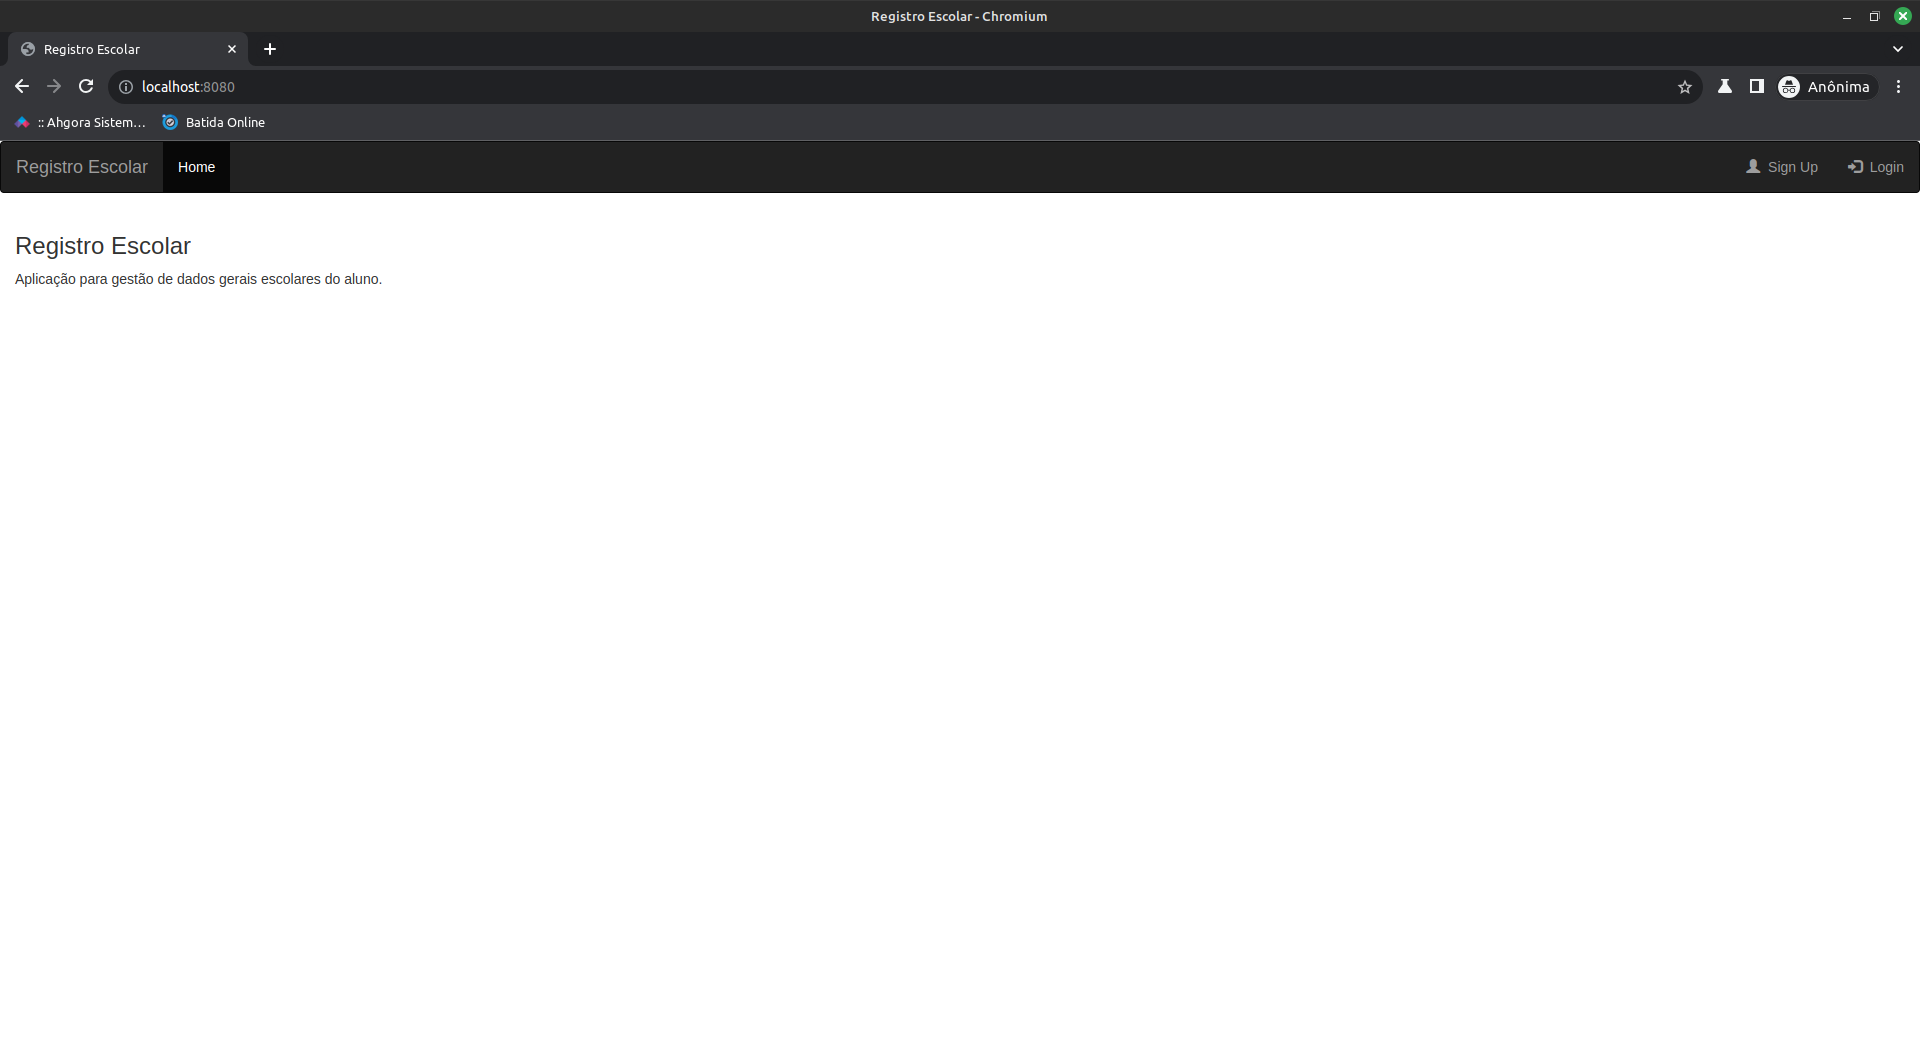 Registro Escolar - Chromium
Registro Escolar
localhost:8080
Anônima
:: Ahgora Sistem...
Batida Online
Registro Escolar
Home
Sign Up
Login
Registro Escolar
Aplicação para gestão de dados gerais escolares do aluno.